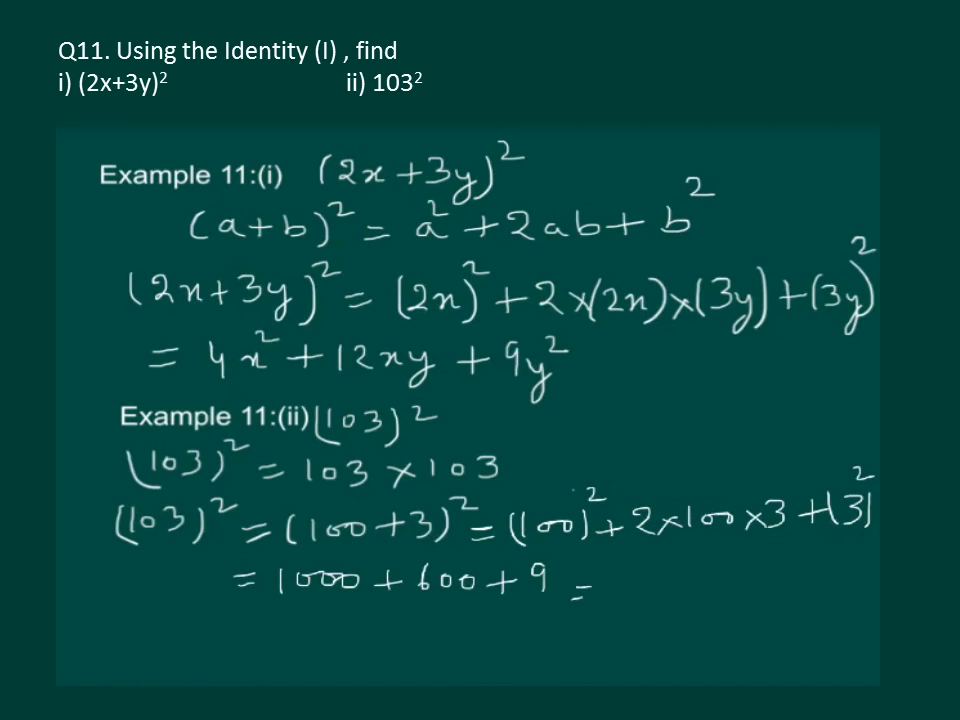 Q11. Using the Identity (I) , find
i) (2x+3y)² ii) 103²
Example 11:(i) (2x+3y)²
(a+b)² = a²+2ab+b²
(2x+3y)² = (2x)²+2×(2x)×(3y)+(3y)²
= 4x²+12xy+9y²
Example 11:(ii) (103)²
(103)² = 103×103
(103)² = (100+3)² = (100)²+2×100×3+(3)²
= 1000+600+9 =